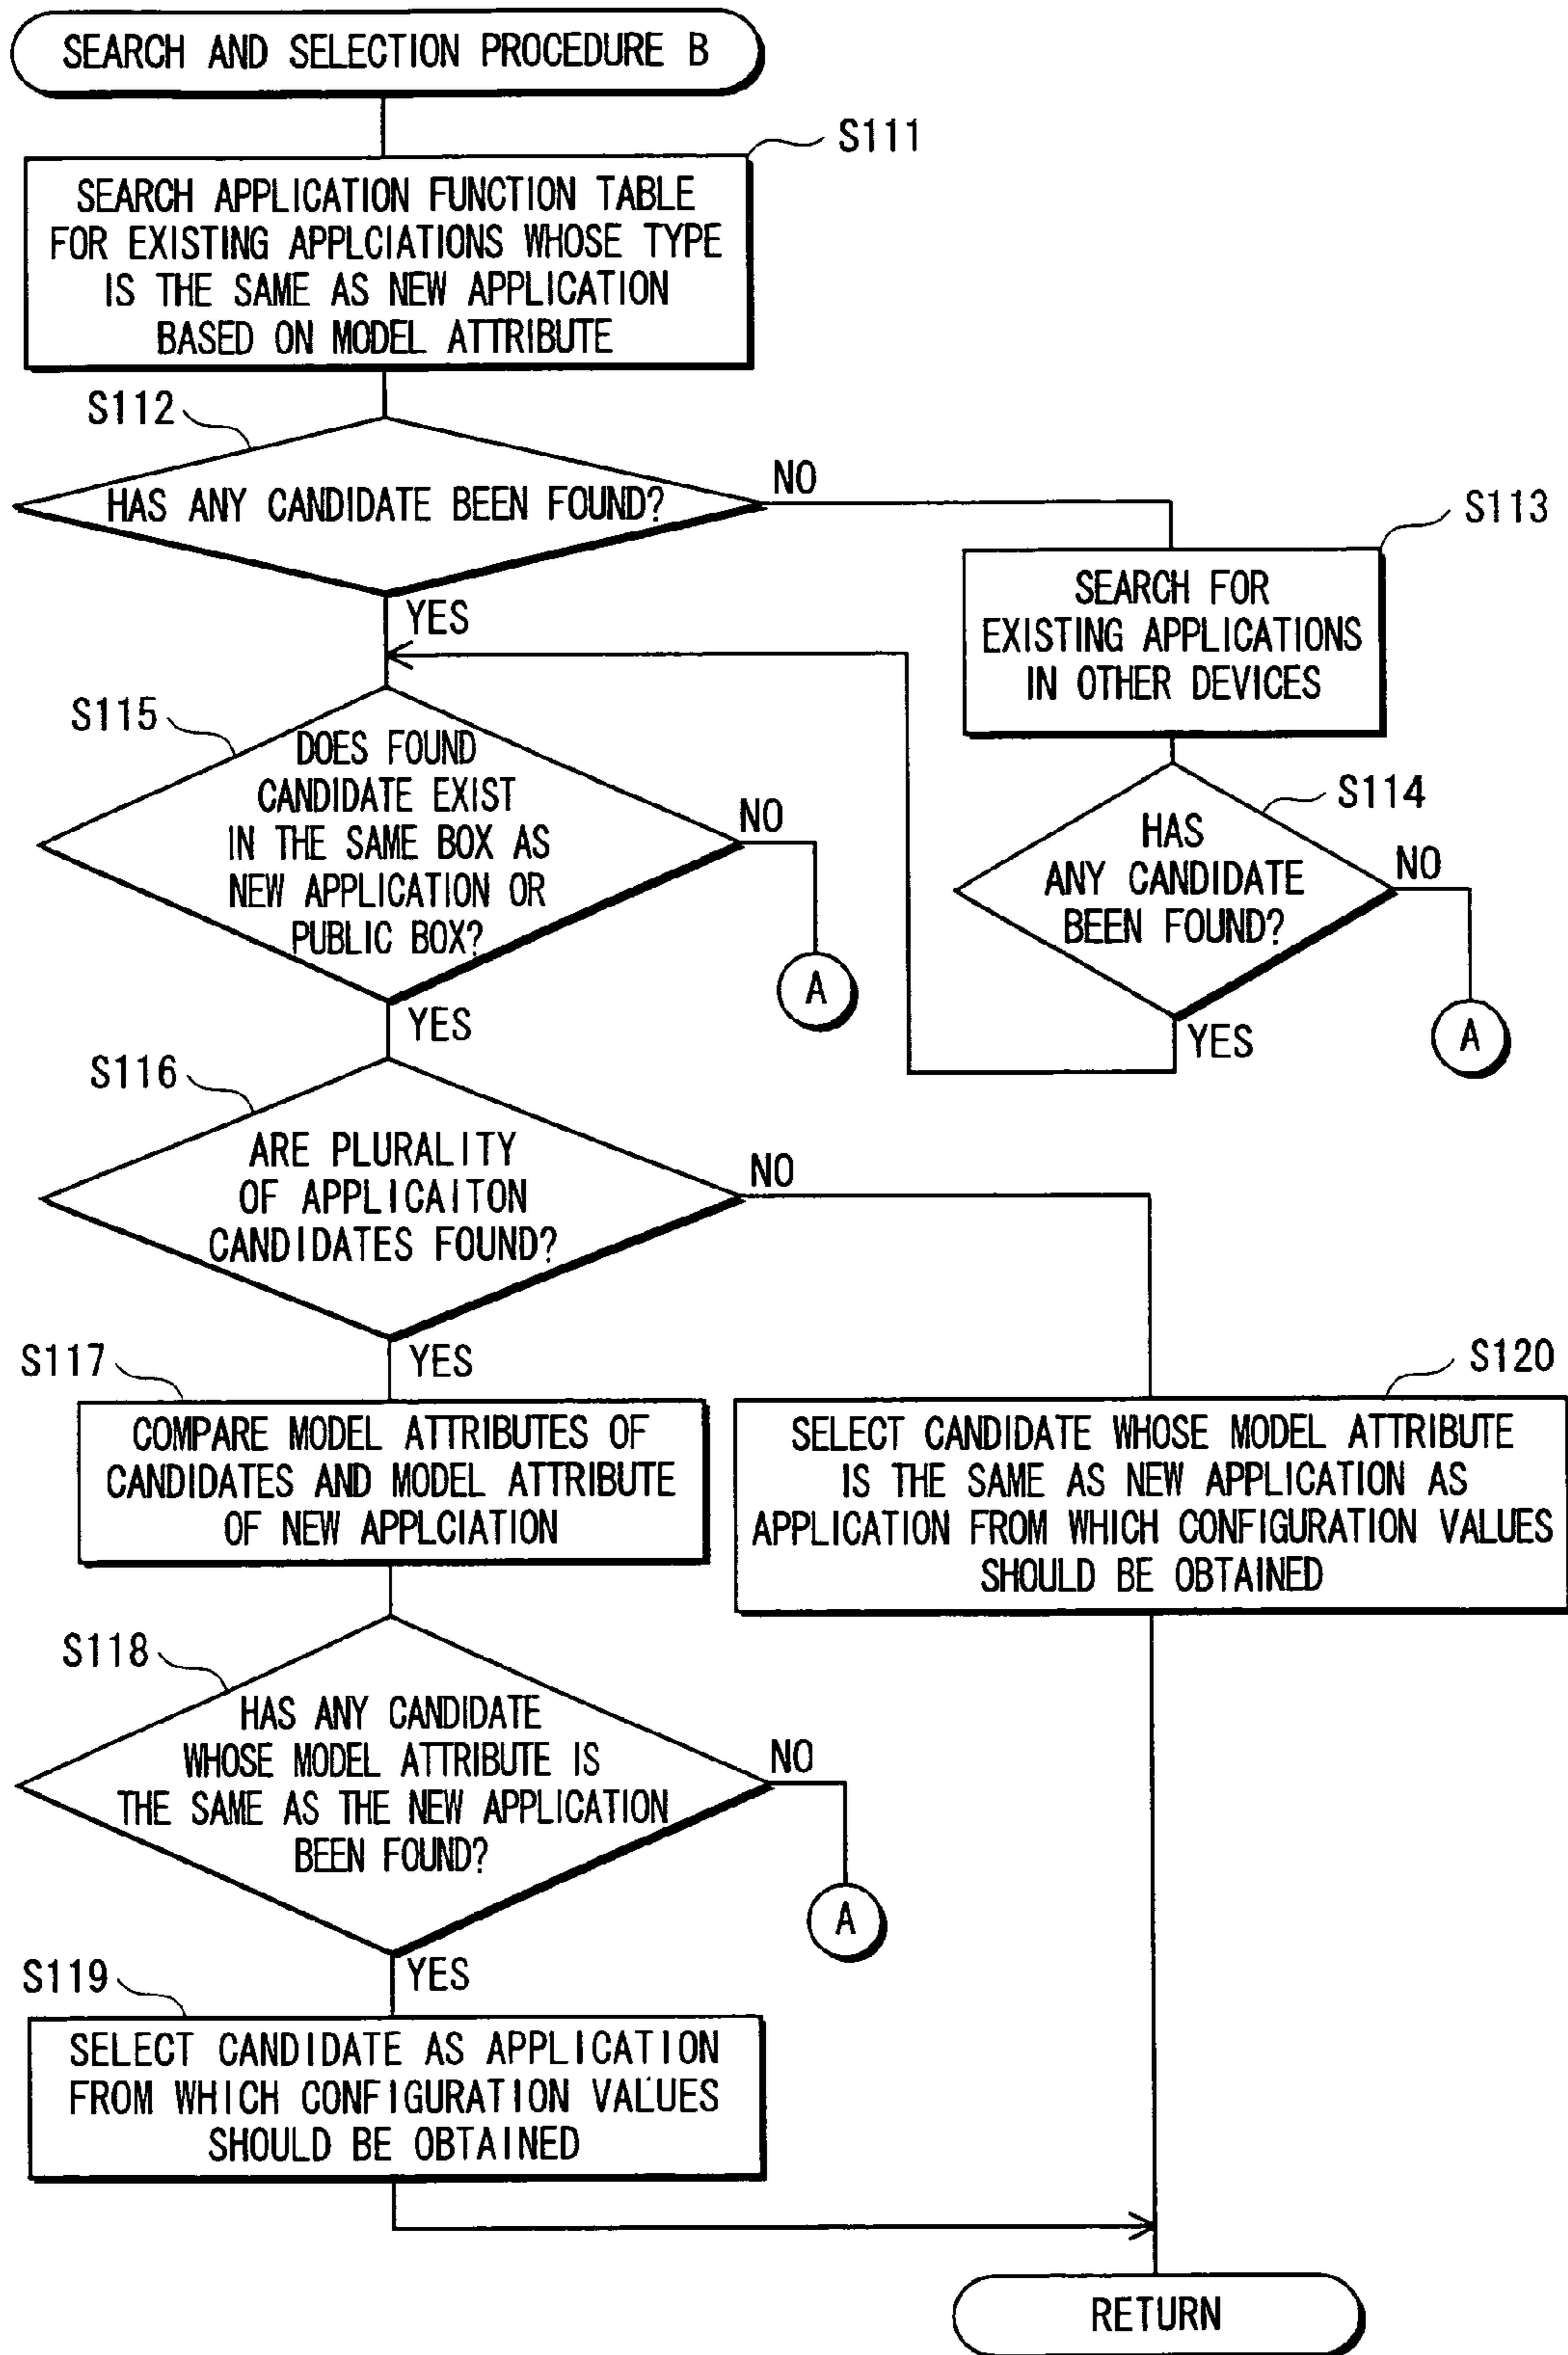 SEARCH AND SELECTION PROCEDURE B
S111
SEARCH APPLICATION FUNCTION TABLE
FOR EXISTING APPLCIATIONS WHOSE TYPE
IS THE SAME AS NEW APPLICATION
BASED ON MODEL ATTRIBUTE
S112
HAS ANY CANDIDATE BEEN FOUND?
NO
YES
S113
SEARCH FOR
EXISTING APPLICATIONS
IN OTHER DEVICES
S114
HAS
ANY CANDIDATE
BEEN FOUND?
NO
A
YES
S115
DOES FOUND
CANDIDATE EXIST
IN THE SAME BOX AS
NEW APPLICATION OR
PUBLIC BOX?
NO
A
YES
S116
ARE PLURALITY
OF APPLICAITON
CANDIDATES FOUND?
NO
YES
S117
COMPARE MODEL ATTRIBUTES OF
CANDIDATES AND MODEL ATTRIBUTE
OF NEW APPLCIATION
S120
SELECT CANDIDATE WHOSE MODEL ATTRIBUTE
IS THE SAME AS NEW APPLICATION AS
APPLICATION FROM WHICH CONFIGURATION VALUES
SHOULD BE OBTAINED
S118
HAS ANY CANDIDATE
WHOSE MODEL ATTRIBUTE IS
THE SAME AS THE NEW APPLICATION
BEEN FOUND?
NO
A
YES
S119
SELECT CANDIDATE AS APPLICATION
FROM WHICH CONFIGURATION VALUES
SHOULD BE OBTAINED
RETURN